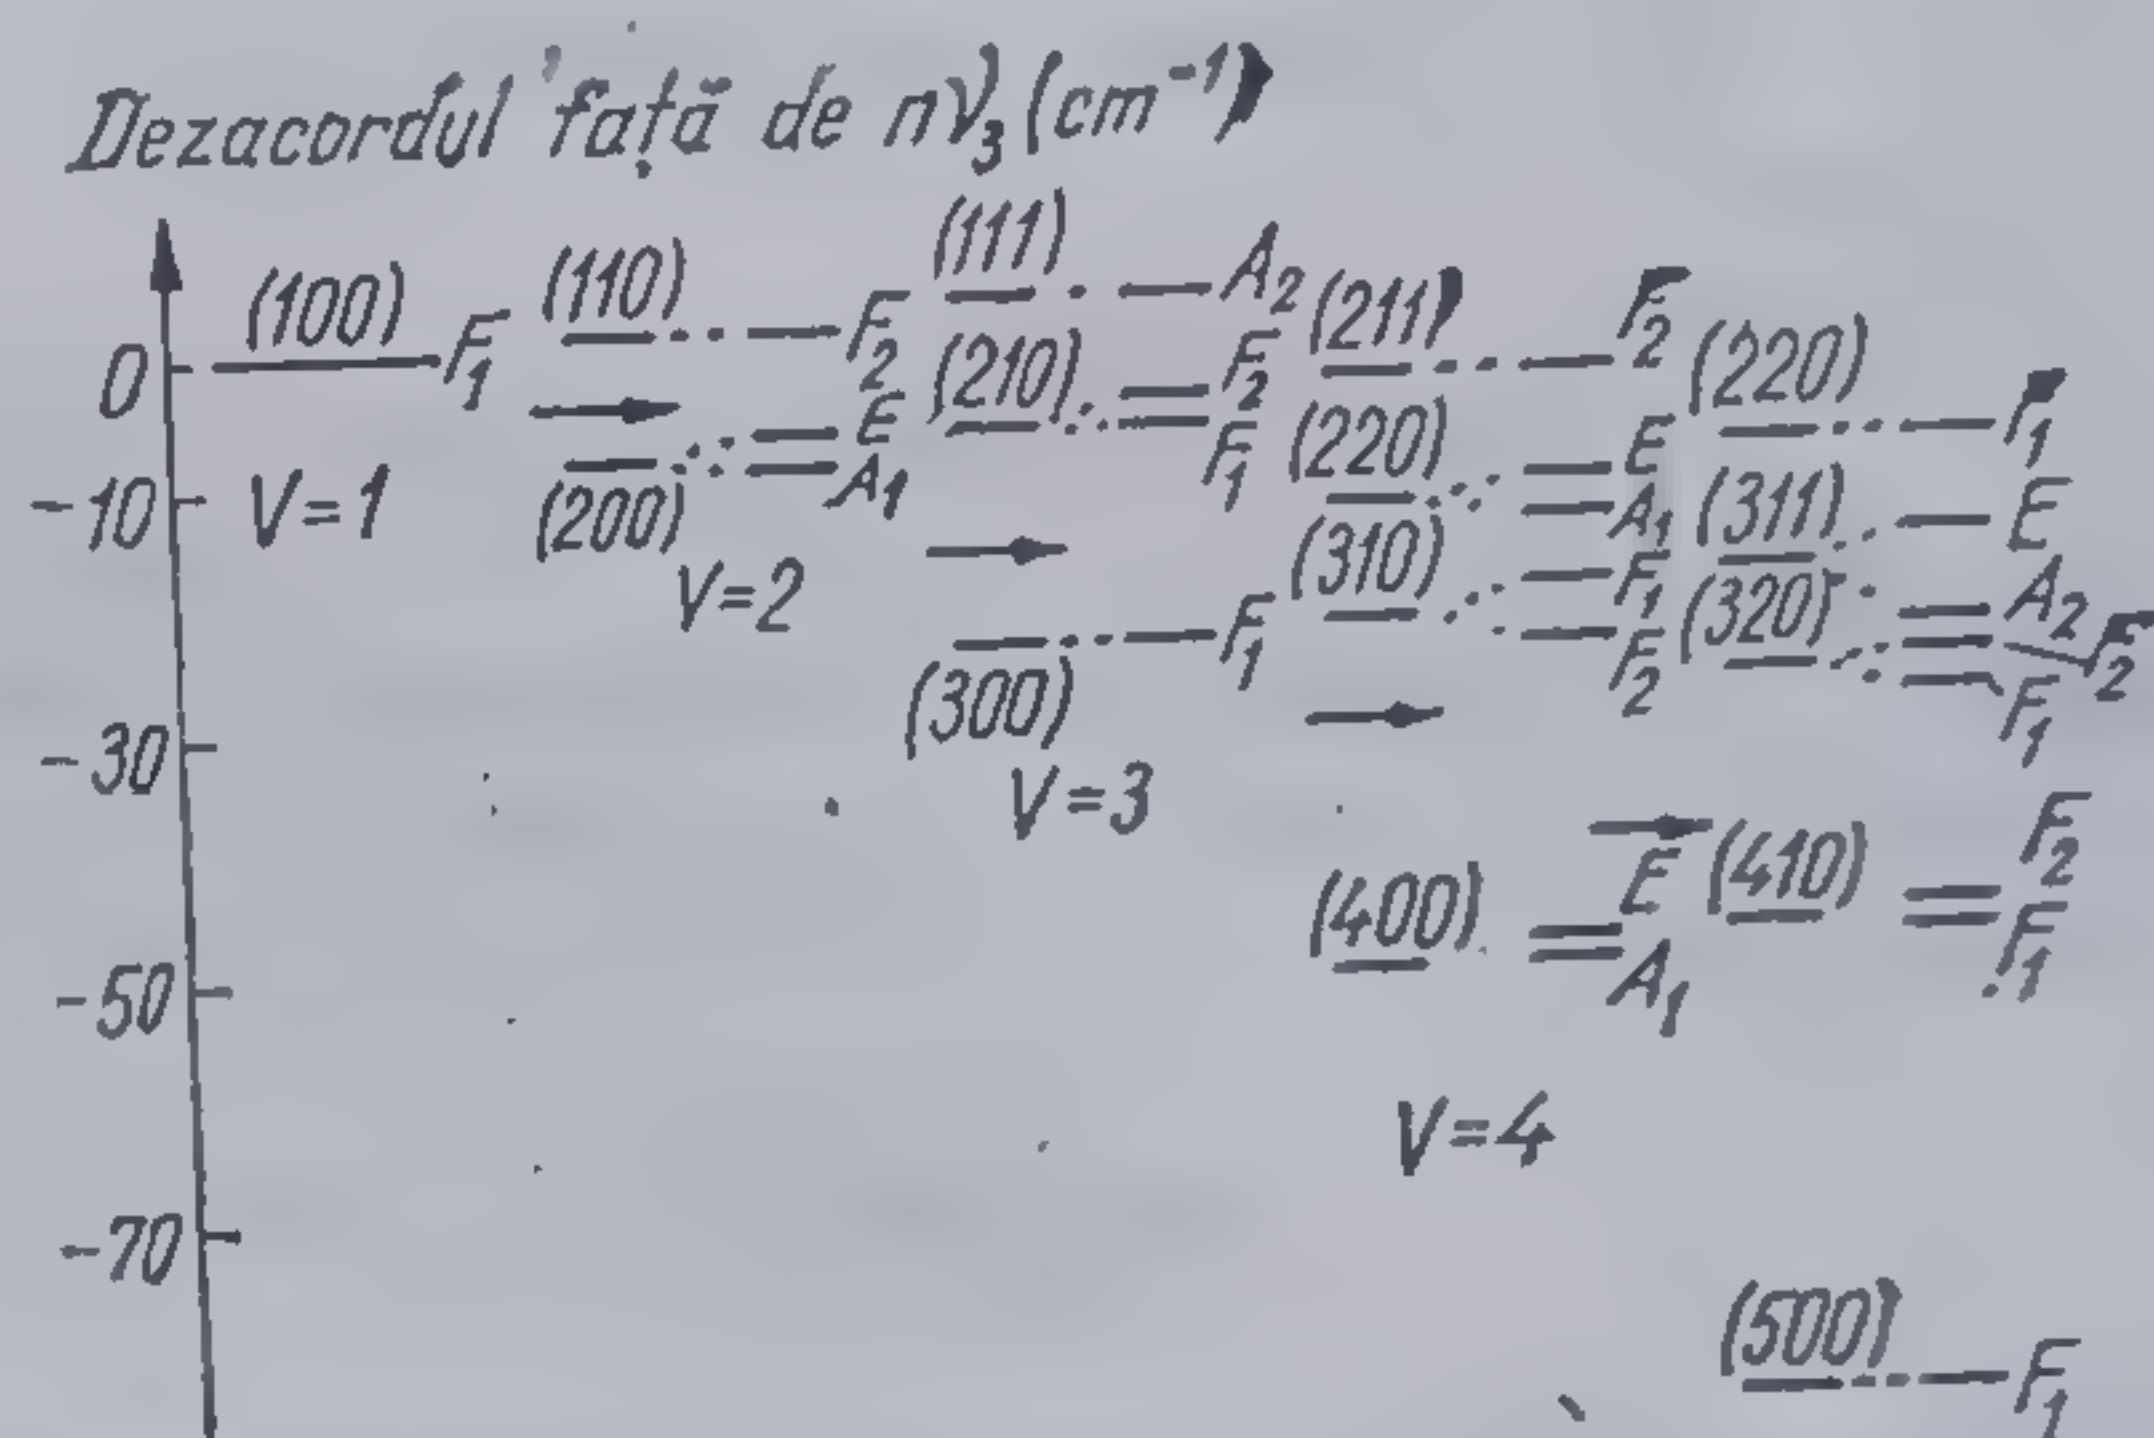 Dezacordul față de nν₃ (cm⁻¹)
(111)
A₂
(110)
(100)
(211)
F₂
F₁
F₂
(210)
F₂
(220)
0
E
F₁
(220)
E
F₁
-10
V=1
A₁
(200)
A₁
(311)
E
(310)
F₁
A₂
V=2
F₁
F₂
(320)
F₂
(300)
F₁
-30
V=3
F₂
(400)
E
(410)
F₁
A₁
-50
V=4
-70
(500)
F₁